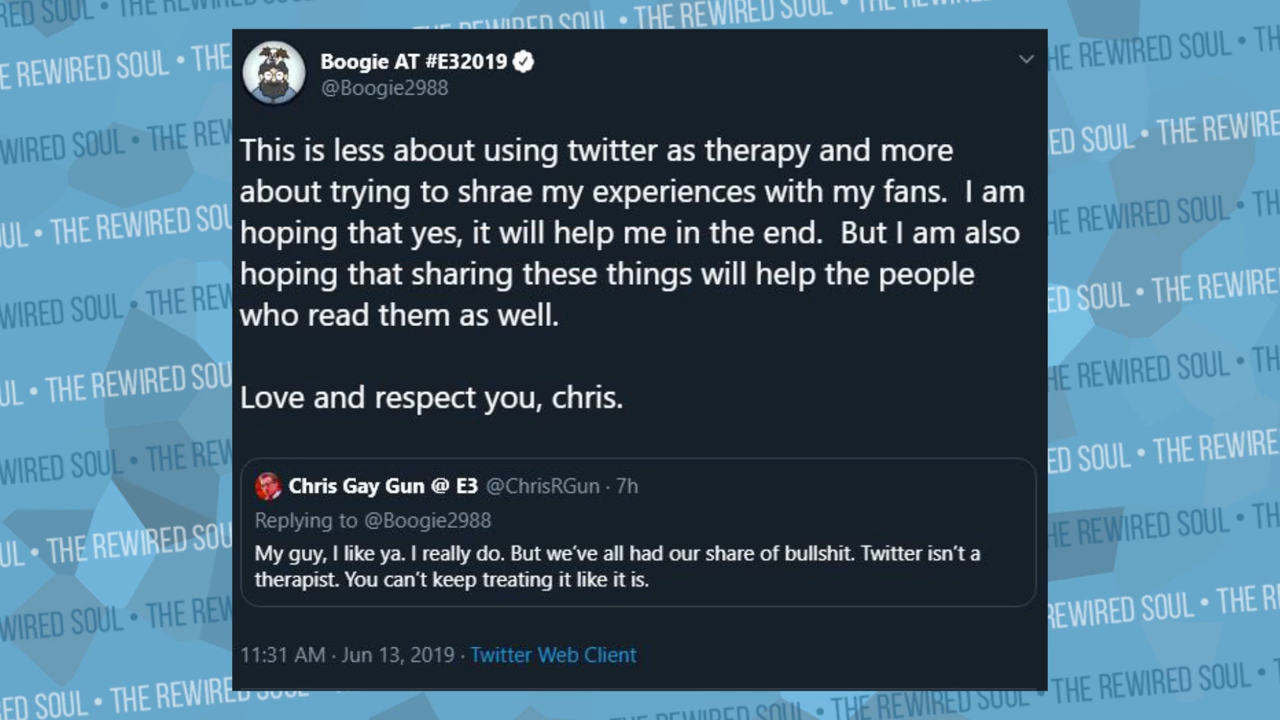 Boogie AT #E32019
@Boogie2988
This is less about using twitter as therapy and more
about trying to shrae my experiences with my fans.  I am
hoping that yes, it will help me in the end.  But I am also
hoping that sharing these things will help the people
who read them as well.
Love and respect you, chris.
Chris Gay Gun @ E3 @ChrisRGun · 7h
Replying to @Boogie2988
My guy, I like ya. I really do. But we've all had our share of bullshit. Twitter isn't a
therapist. You can't keep treating it like it is.
11:31 AM · Jun 13, 2019 · Twitter Web Client
THE REWIRED SOUL • THE REWIRED SOUL